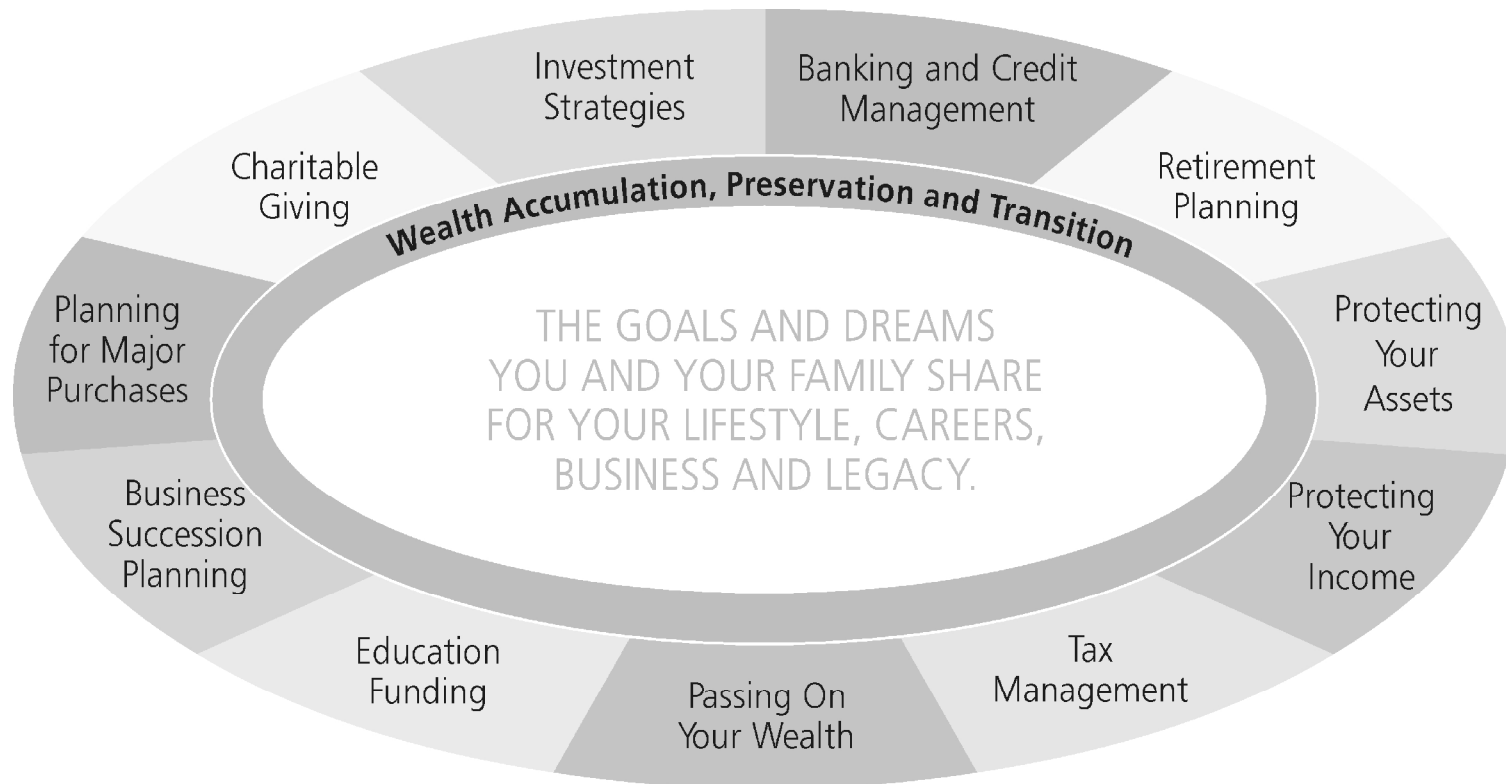 Investment
Strategies
Banking and Credit
Management
Charitable
Giving
Retirement
Planning
Wealth Accumulation, Preservation and Transition
Planning
for Major
Purchases
THE GOALS AND DREAMS
YOU AND YOUR FAMILY SHARE
FOR YOUR LIFESTYLE, CAREERS,
BUSINESS AND LEGACY.
Protecting
Your
Assets
Business
Succession
Planning
Protecting
Your
Income
Education
Funding
Passing On
Your Wealth
Tax
Management